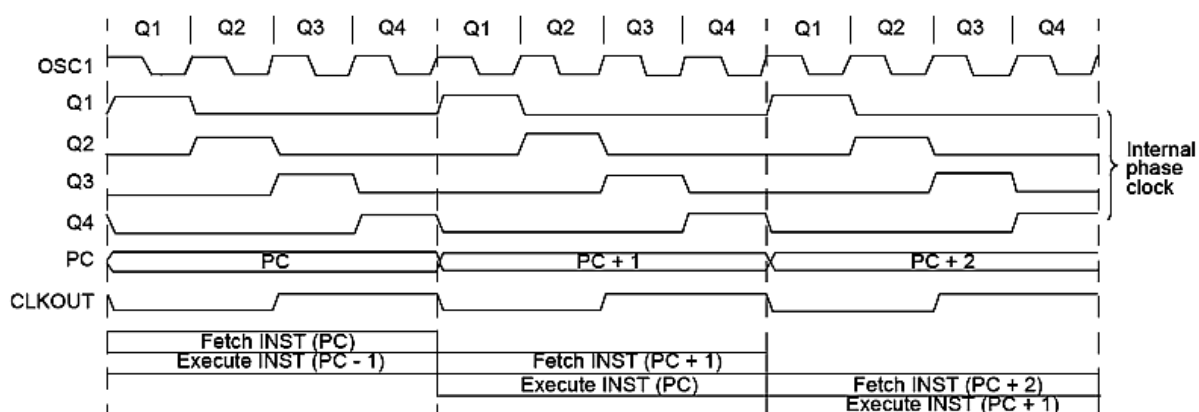 Q1 Q2 Q3 Q4 Q1 Q2 Q3 Q4 Q1 Q2 Q3 Q4
OSC1
Q1
Q2
Q3
Q4
Internal
phase
clock
PC PC PC + 1 PC + 2
CLKOUT
Fetch INST (PC)
Execute INST (PC - 1) Fetch INST (PC + 1)
Execute INST (PC) Fetch INST (PC + 2)
Execute INST (PC + 1)